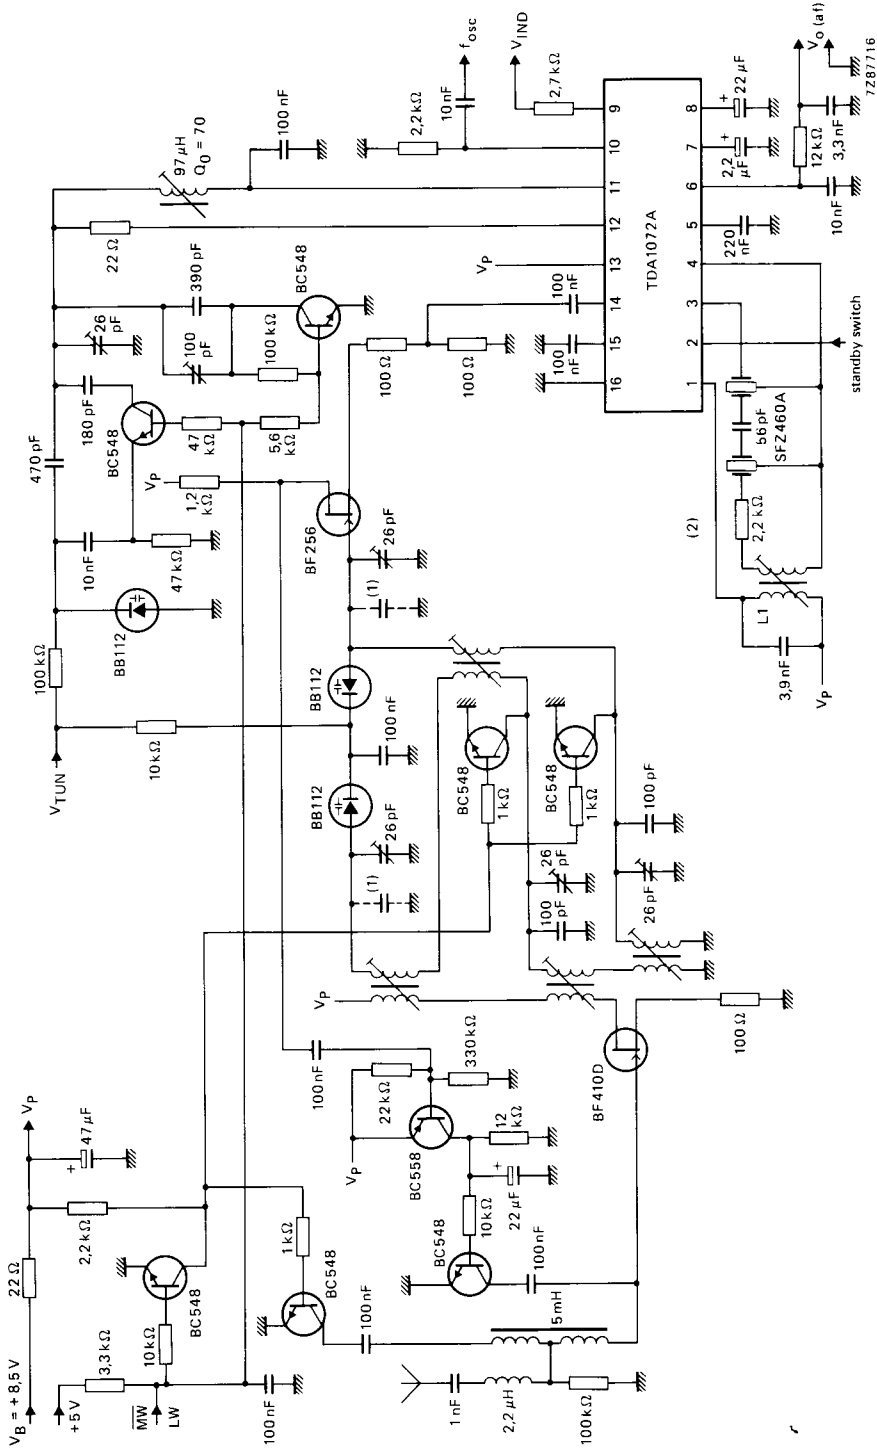 V_B = +8,5 V
22 Ω
V_P
+
47 μF
2,2 kΩ
+5V
3,3 kΩ
10 kΩ
BC548
M̅W̅
LW
100 nF
1 kΩ
BC548
100 nF
1 nF
2,2 μH
100 kΩ
5 mH
BC548
10 kΩ
100 nF
+
22 μF
12 kΩ
BC558
V_P
22 kΩ
330 kΩ
100 nF
V_P
BF410D
100 Ω
V_TUN
100 kΩ
10 kΩ
BB112
10 nF
47 kΩ
470 pF
180 pF
BC548
26 pF
47 kΩ
5,6 kΩ
100 pF
390 pF
100 kΩ
BC548
22 Ω
97 μH
Q_0 = 70
100 nF
V_P
1,2 kΩ
BF256
100 Ω
100 Ω
26 pF
(1)
BB112
100 nF
BB112
26 pF
(1)
BC548
1 kΩ
BC548
1 kΩ
26 pF
100 pF
100 pF
26 pF
V_P
100 nF
100 nF
2,2 kΩ
10 nF
f_osc
V_IND
2,7 kΩ
16
15
14
13
12
11
10
9
TDA1072A
1
2
3
4
5
6
7
8
220 nF
10 nF
12 kΩ
3,3 nF
2,2 μF
+
22 μF
+
V_o (af)
7Z87716
standby switch
SFZ460A
2,2 kΩ
(2)
L1
3,9 nF
V_P